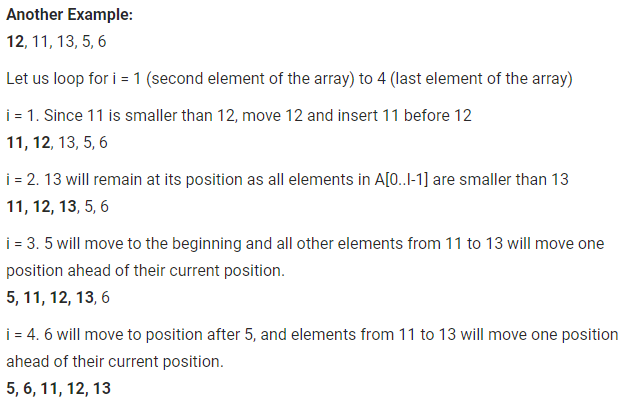 Another Example:
12, 11, 13, 5, 6
Let us loop for i = 1 (second element of the array) to 4 (last element of the array)
i = 1. Since 11 is smaller than 12, move 12 and insert 11 before 12
11, 12, 13, 5, 6
i = 2. 13 will remain at its position as all elements in A[0..I-1] are smaller than 13
11, 12, 13, 5, 6
i = 3. 5 will move to the beginning and all other elements from 11 to 13 will move one
position ahead of their current position.
5, 11, 12, 13, 6
i = 4. 6 will move to position after 5, and elements from 11 to 13 will move one position
ahead of their current position.
5, 6, 11, 12, 13